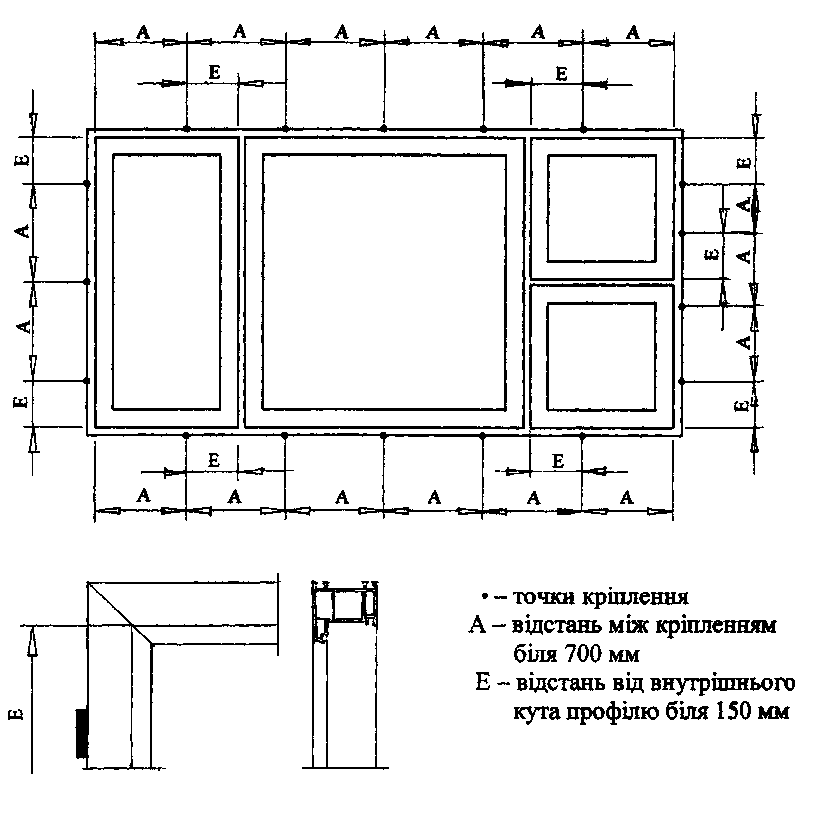 A A A A A A
E E
E E
A A
E A
A A
E E
E E
A A A A A A
E
• – точки кріплення
А – відстань між кріпленням
біля 700 мм
Е – відстань від внутрішнього
кута профілю біля 150 мм